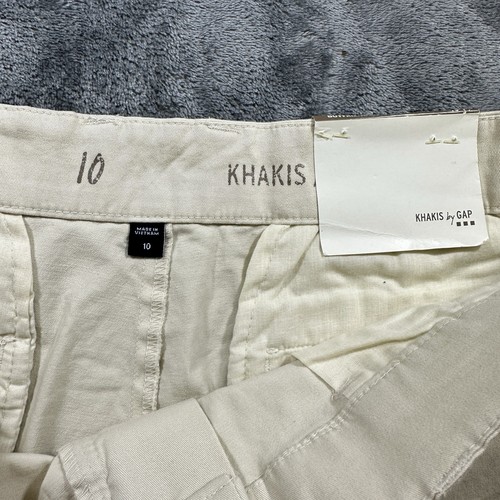 10
KHAKIS
KHAKIS by GAP
MADE IN
VIETNAM
10